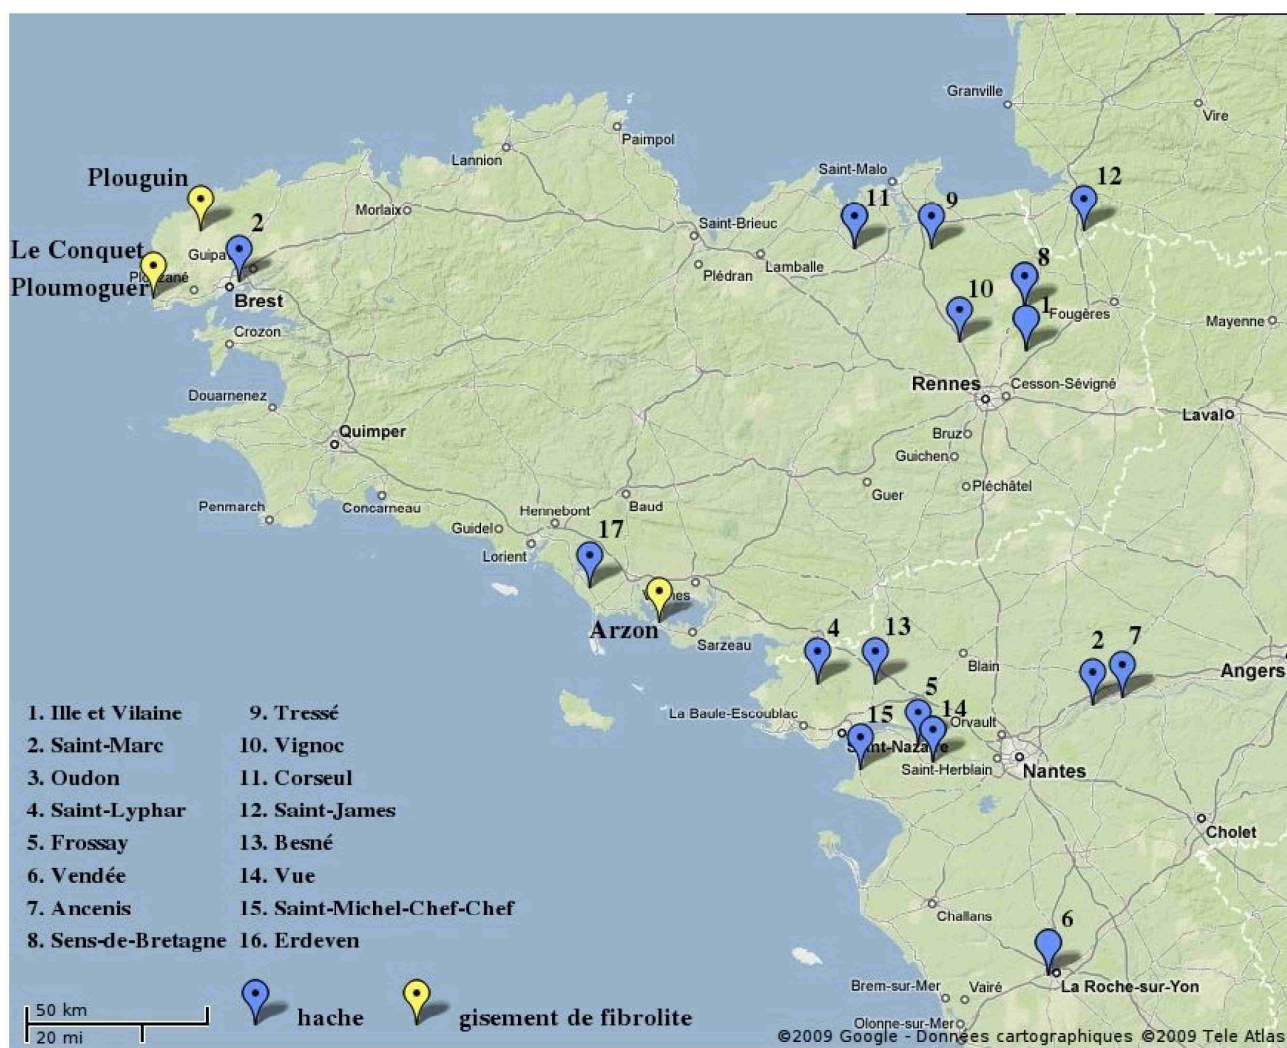 Granville
Vire
Paimpol
Lannion
Saint-Malo
Plouguin
12
11
9
Morlaix
2
Saint-Brieuc
Le Conquet
Guipa
Lamballe
8
Plédran
Ploumoguer
Brest
10
1
Fougères
Mayenne
Crozon
Rennes
Cesson-Sévigné
Douarnenez
Laval
Quimper
Bruz
Guichen
Guer
Pléchâtel
Penmarch
Concarneau
Baud
Hennebont
Guidel
17
Lorient
Arzon
Sarzeau
4
13
Blain
2
7
Angers
La Baule-Escoublac
5
15
14
Orvault
Saint-Nazaire
Saint-Herblain
Nantes
Cholet
Challans
6
Brem-sur-Mer
Vairé
La Roche-sur-Yon
Olonne-sur-Mer
1. Ille et Vilaine
2. Saint-Marc
3. Oudon
4. Saint-Lyphar
5. Frossay
6. Vendée
7. Ancenis
8. Sens-de-Bretagne
9. Tressé
10. Vignoc
11. Corseul
12. Saint-James
13. Besné
14. Vue
15. Saint-Michel-Chef-Chef
16. Erdeven
50 km
20 mi
hache
gisement de fibrolite
©2009 Google - Données cartographiques ©2009 Tele Atlas